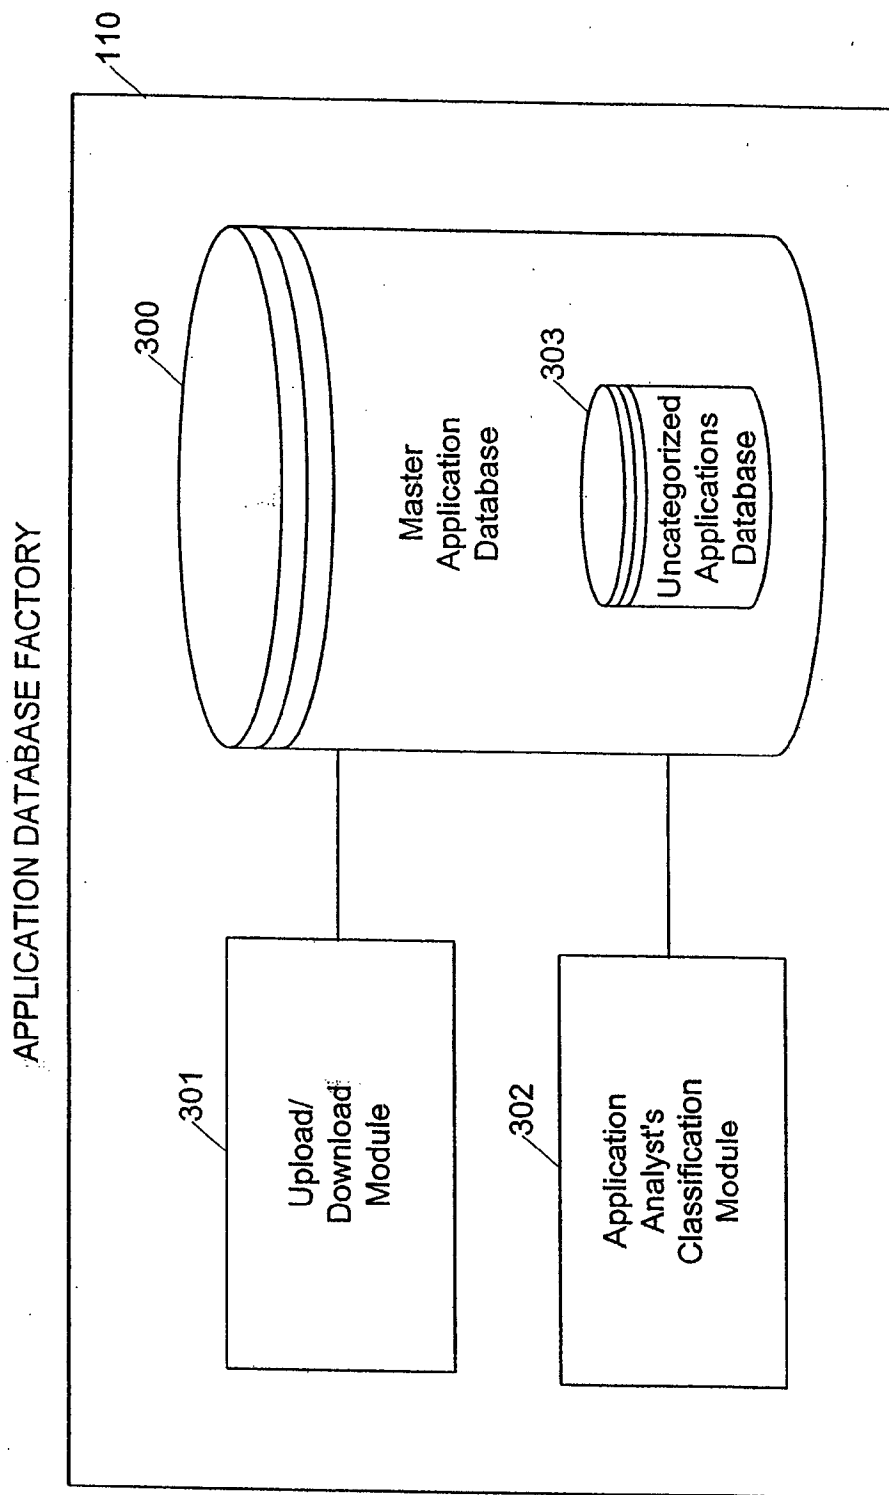 APPLICATION DATABASE FACTORY
110
300
Master
Application
Database
303
Uncategorized
Applications
Database
301
Upload/
Download
Module
302
Application
Analyst's
Classification
Module